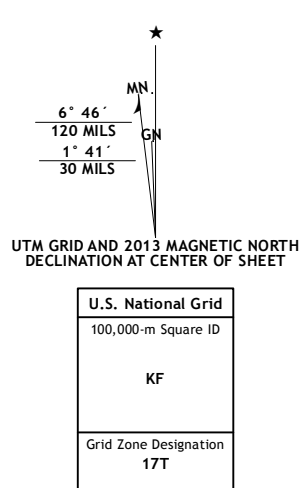 ★
MN
GN
6° 46´
120 MILS
1° 41´
30 MILS
UTM GRID AND 2013 MAGNETIC NORTH
DECLINATION AT CENTER OF SHEET
U.S. National Grid
100,000-m Square ID
KF
Grid Zone Designation
17T